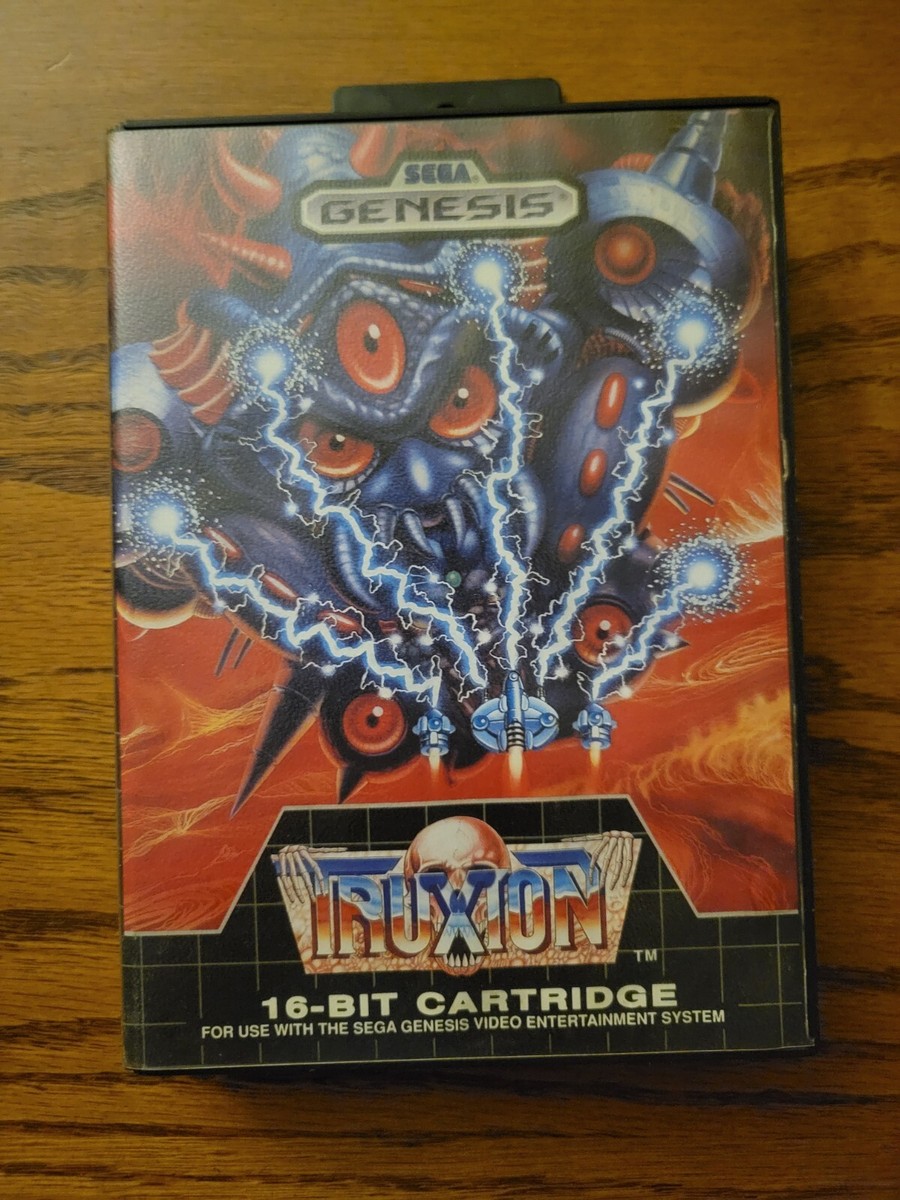 SEGA®
GENESIS®
TRUXTON
TM
16-BIT CARTRIDGE
FOR USE WITH THE SEGA GENESIS VIDEO ENTERTAINMENT SYSTEM